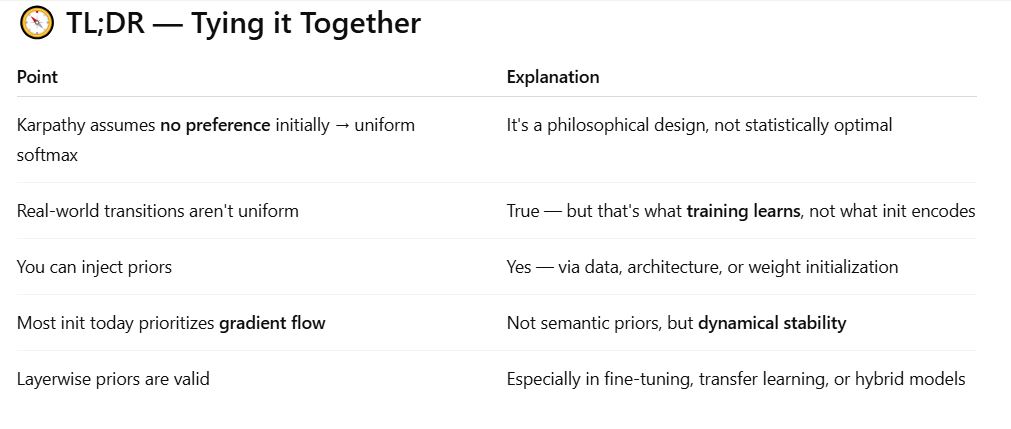 🧭 TL;DR — Tying it Together
Point Explanation
Karpathy assumes no preference initially → uniform It's a philosophical design, not statistically optimal
softmax
Real-world transitions aren't uniform True — but that's what training learns, not what init encodes
You can inject priors Yes — via data, architecture, or weight initialization
Most init today prioritizes gradient flow Not semantic priors, but dynamical stability
Layerwise priors are valid Especially in fine-tuning, transfer learning, or hybrid models